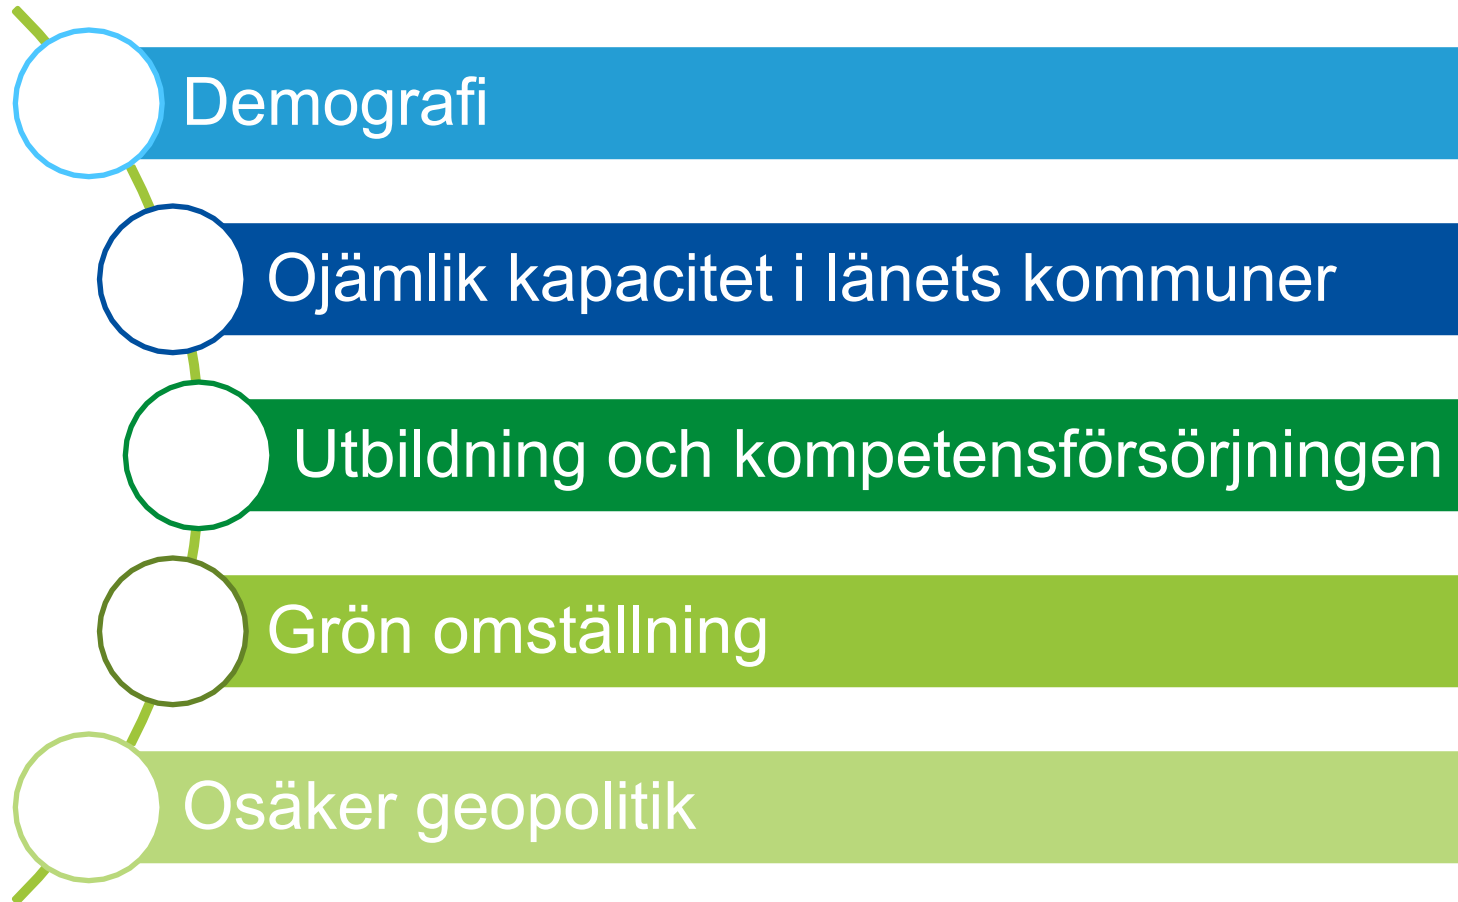 Demografi
Ojämlik kapacitet i länets kommuner
Utbildning och kompetensförsörjningen
Grön omställning
Osäker geopolitik